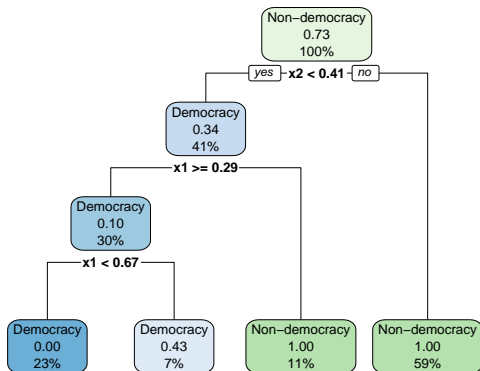 Non−democracy
0.73
100%
yes x2 < 0.41 no
Democracy
0.34
41%
x1 >= 0.29
Democracy
0.10
30%
x1 < 0.67
Democracy
0.00
23%
Democracy
0.43
7%
Non−democracy
1.00
11%
Non−democracy
1.00
59%